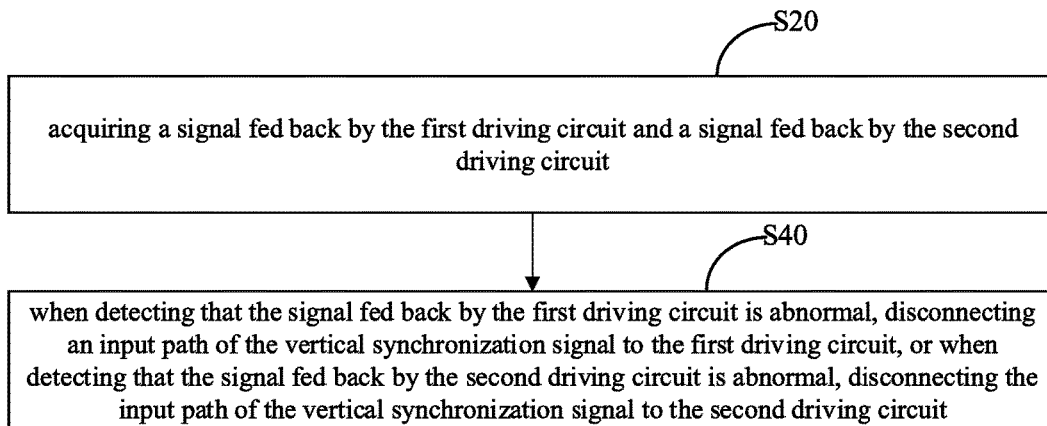 S20
acquiring a signal fed back by the first driving circuit and a signal fed back by the second
driving circuit
S40
when detecting that the signal fed back by the first driving circuit is abnormal, disconnecting
an input path of the vertical synchronization signal to the first driving circuit, or when
detecting that the signal fed back by the second driving circuit is abnormal, disconnecting the
input path of the vertical synchronization signal to the second driving circuit